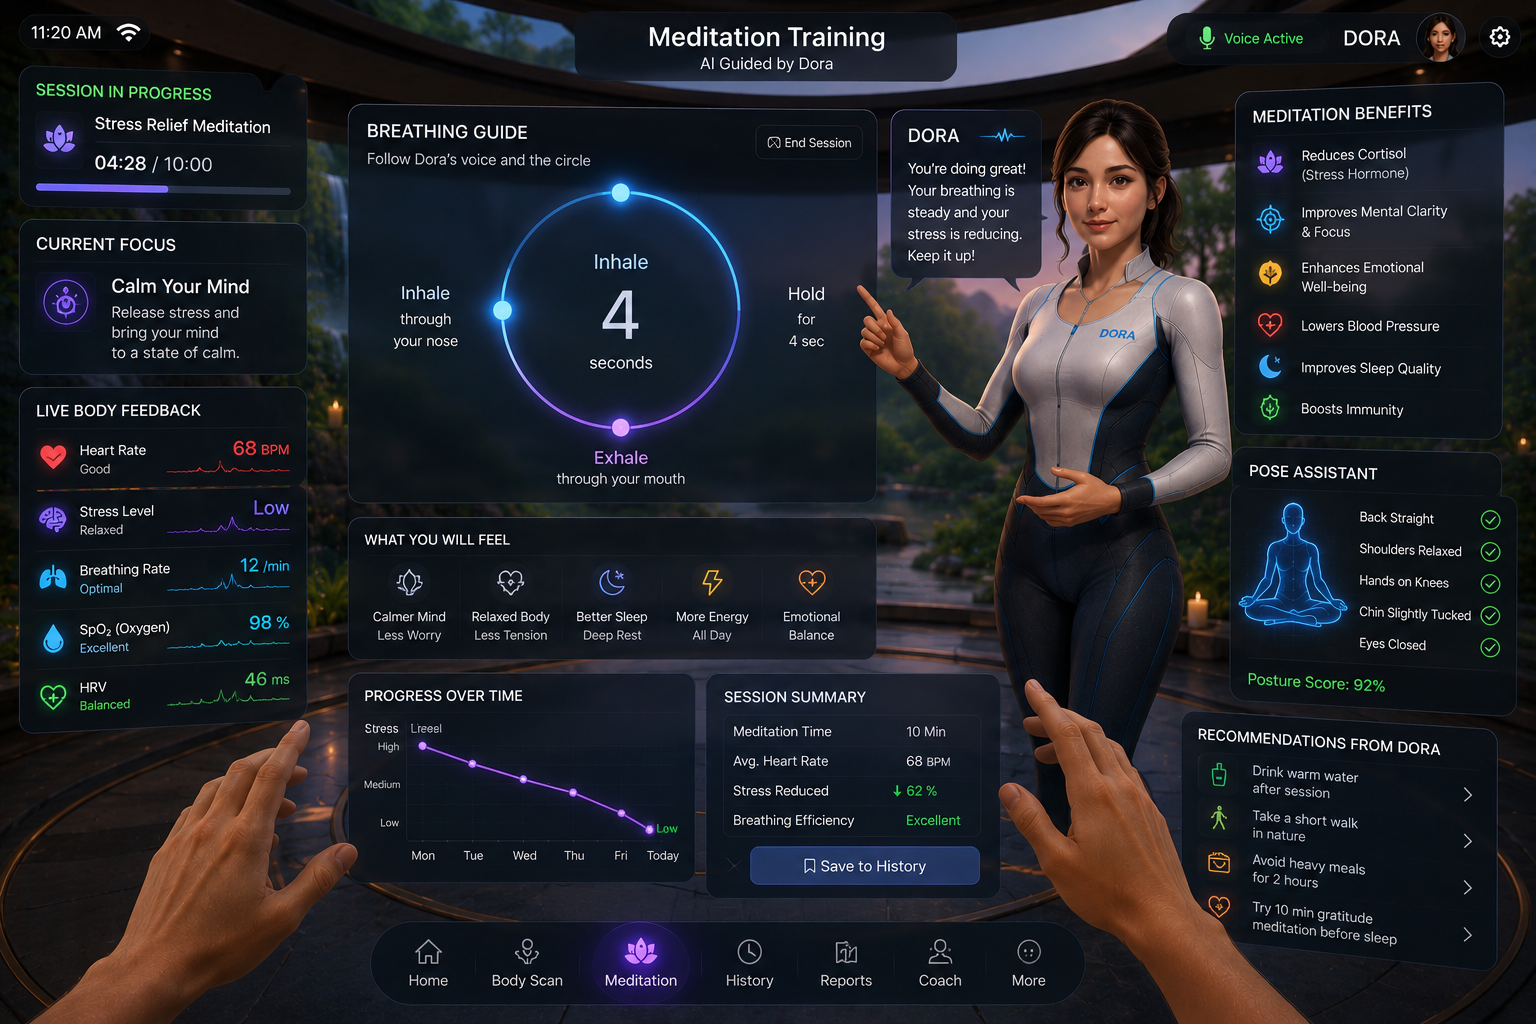 11:20 AM
Meditation Training
AI Guided by Dora
Voice Active
DORA
SESSION IN PROGRESS
Stress Relief Meditation
04:28 / 10:00
CURRENT FOCUS
Calm Your Mind
Release stress and
bring your mind
to a state of calm.
LIVE BODY FEEDBACK
Heart Rate
68 BPM
Good
Stress Level
Low
Relaxed
Breathing Rate
12 /min
Optimal
SpO₂ (Oxygen)
98 %
Excellent
HRV
46 ms
Balanced
BREATHING GUIDE
Follow Dora's voice and the circle
End Session
Inhale
4
seconds
Inhale
through
your nose
Hold
for
4 sec
Exhale
through your mouth
DORA
You're doing great!
Your breathing is
steady and your
stress is reducing.
Keep it up!
DORA
WHAT YOU WILL FEEL
Calmer Mind
Less Worry
Relaxed Body
Less Tension
Better Sleep
Deep Rest
More Energy
All Day
Emotional
Balance
PROGRESS OVER TIME
Stress
High
Medium
Low
Low
Mon Tue Wed Thu Fri Today
SESSION SUMMARY
Meditation Time 10 Min
Avg. Heart Rate 68 BPM
Stress Reduced ↓ 62 %
Breathing Efficiency Excellent
Save to History
MEDITATION BENEFITS
Reduces Cortisol
(Stress Hormone)
Improves Mental Clarity
& Focus
Enhances Emotional
Well-being
Lowers Blood Pressure
Improves Sleep Quality
Boosts Immunity
POSE ASSISTANT
Back Straight
Shoulders Relaxed
Hands on Knees
Chin Slightly Tucked
Eyes Closed
Posture Score: 92%
RECOMMENDATIONS FROM DORA
Drink warm water
after session
Take a short walk
in nature
Avoid heavy meals
for 2 hours
Try 10 min gratitude
meditation before sleep
Home
Body Scan
Meditation
History
Reports
Coach
More